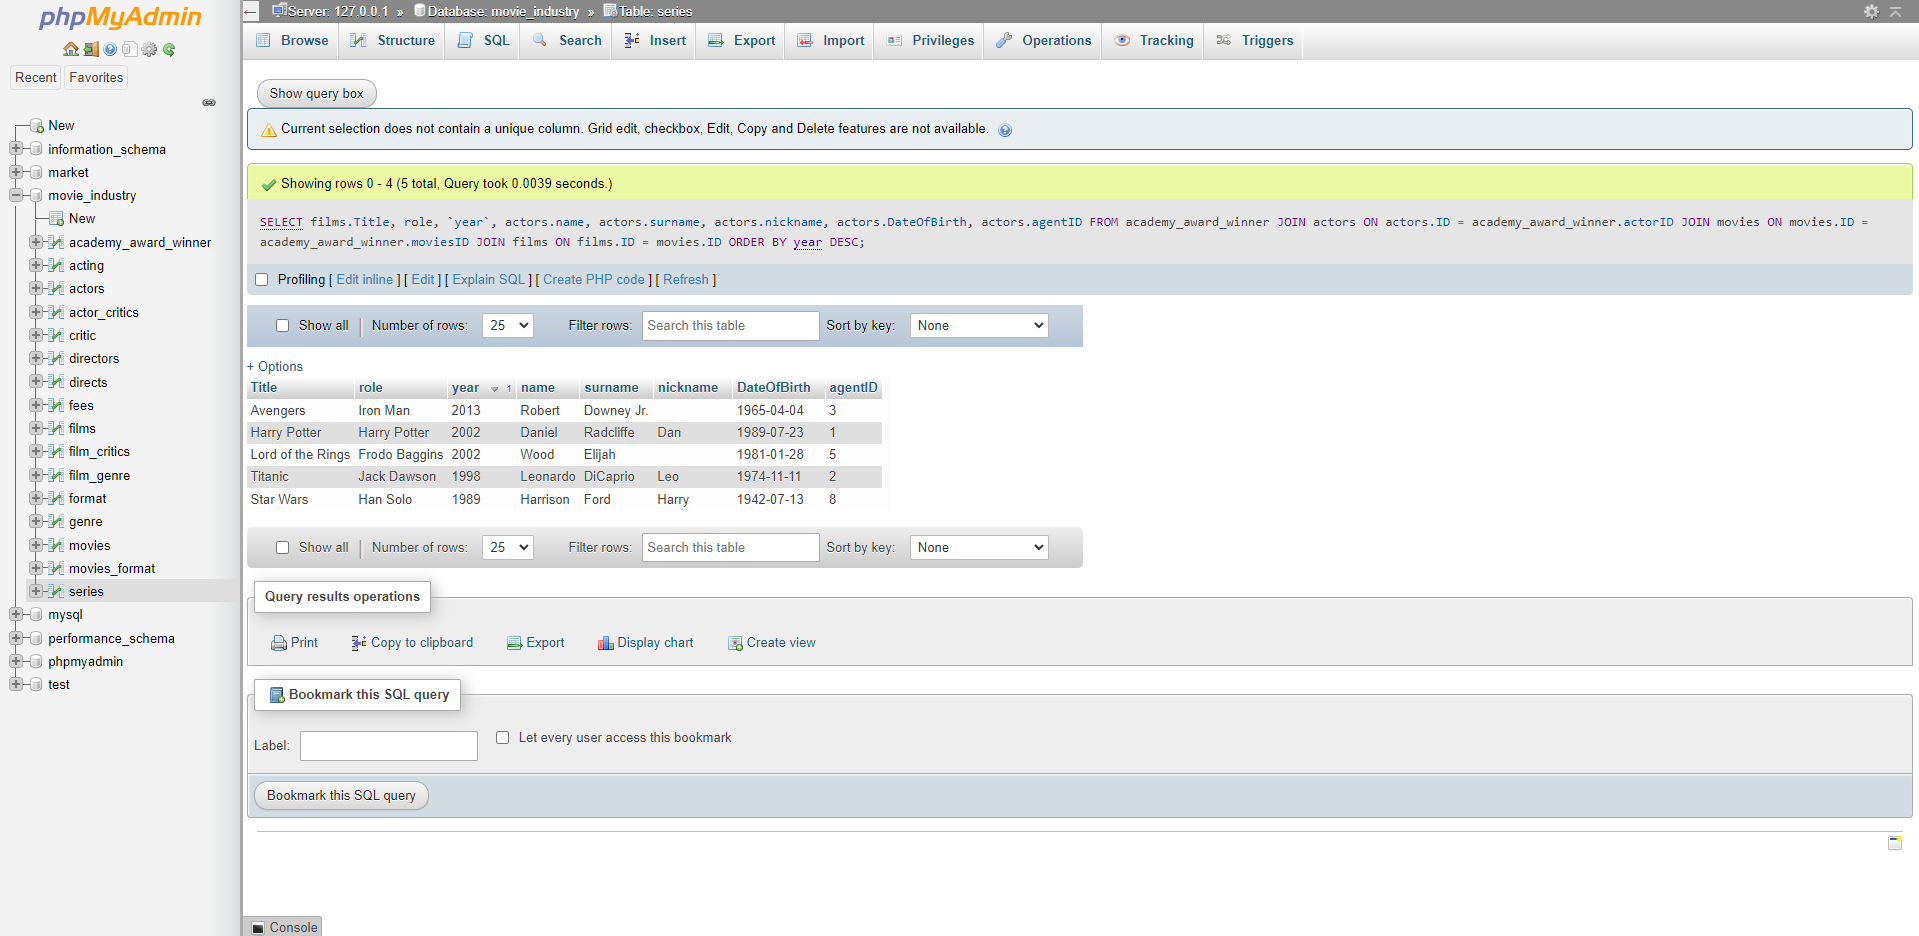 phpMyAdmin
Recent Favorites
New
information_schema
market
movie_industry
New
academy_award_winner
acting
actors
actor_critics
critic
directors
directs
fees
films
film_critics
film_genre
format
genre
movies
movies_format
series
mysql
performance_schema
phpmyadmin
test
Server: 127.0.0.1 » Database: movie_industry » Table: series
Browse Structure SQL Search Insert Export Import Privileges Operations Tracking Triggers
Show query box
Current selection does not contain a unique column. Grid edit, checkbox, Edit, Copy and Delete features are not available.
Showing rows 0 - 4 (5 total, Query took 0.0039 seconds.)
SELECT films.Title, role, `year`, actors.name, actors.surname, actors.nickname, actors.DateOfBirth, actors.agentID FROM academy_award_winner JOIN actors ON actors.ID = academy_award_winner.actorID JOIN movies ON movies.ID =
academy_award_winner.moviesID JOIN films ON films.ID = movies.ID ORDER BY year DESC;
Profiling [ Edit inline ] [ Edit ] [ Explain SQL ] [ Create PHP code ] [ Refresh ]
Show all | Number of rows: 25 Filter rows: Search this table Sort by key: None
+ Options
Title role year 1 name surname nickname DateOfBirth agentID
Avengers Iron Man 2013 Robert Downey Jr. 1965-04-04 3
Harry Potter Harry Potter 2002 Daniel Radcliffe Dan 1989-07-23 1
Lord of the Rings Frodo Baggins 2002 Wood Elijah 1981-01-28 5
Titanic Jack Dawson 1998 Leonardo DiCaprio Leo 1974-11-11 2
Star Wars Han Solo 1989 Harrison Ford Harry 1942-07-13 8
Show all | Number of rows: 25 Filter rows: Search this table Sort by key: None
Query results operations
Print Copy to clipboard Export Display chart Create view
Bookmark this SQL query
Label: Let every user access this bookmark
Bookmark this SQL query
Console